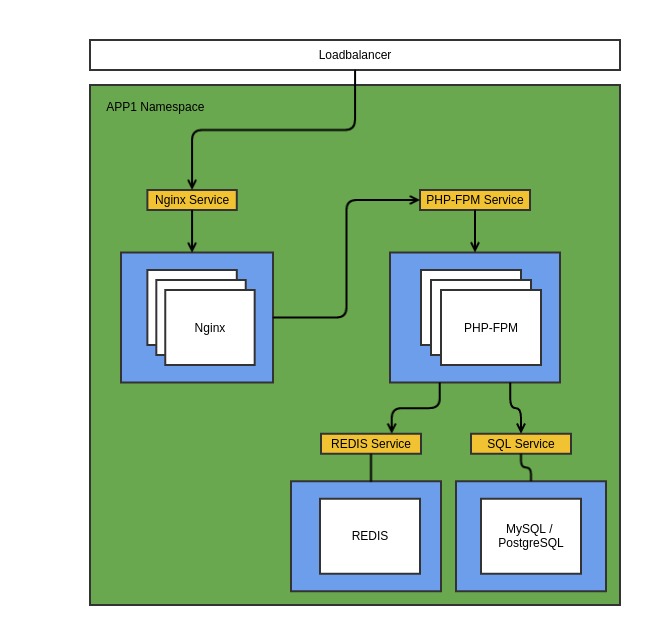 Loadbalancer
APP1 Namespace
Nginx Service
PHP-FPM Service
Nginx
PHP-FPM
REDIS Service
SQL Service
REDIS
MySQL /
PostgreSQL